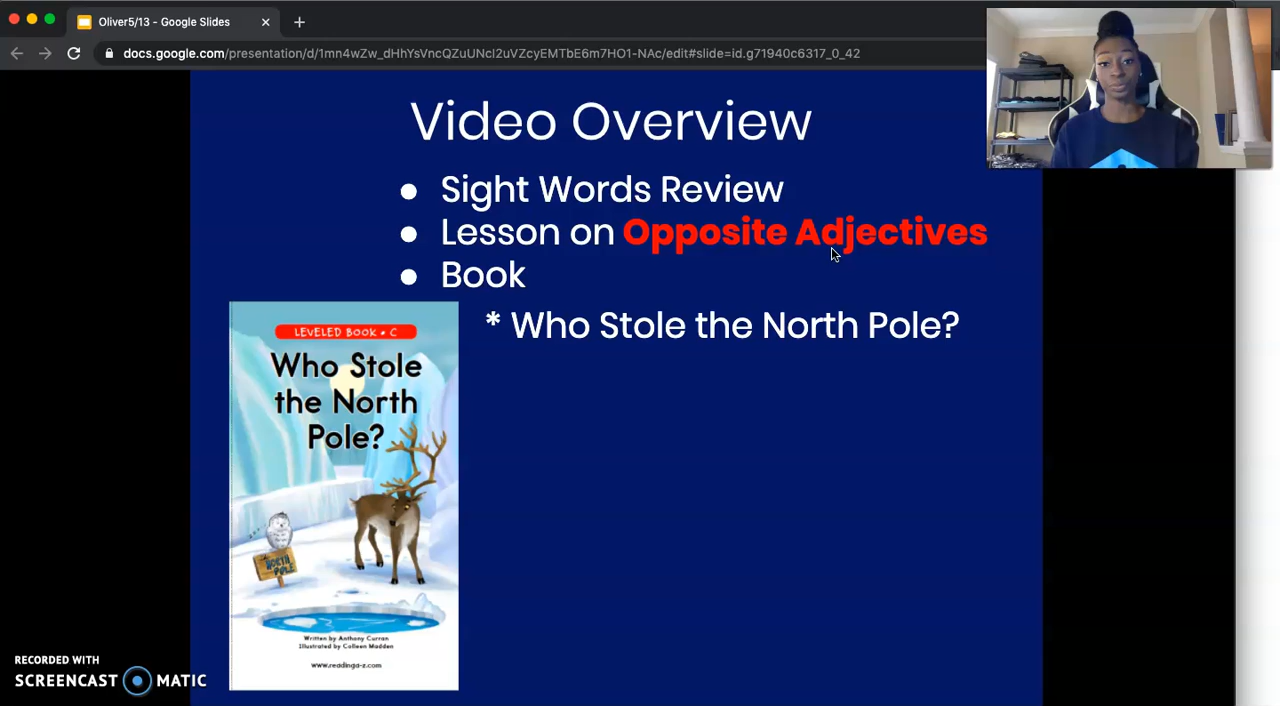 Oliver5/13 - Google Slides
docs.google.com/presentation/d/1mn4wZw_dHhYsVncQZuUNcI2uVZcyEMTbE6m7HO1-NAc/edit#slide=id.g71940c6317_0_42
Video Overview
● Sight Words Review
● Lesson on Opposite Adjectives
● Book
* Who Stole the North Pole?
LEVELED BOOK • C
Who Stole
the North
Pole?
NORTH
POLE
Written by Anthony Curran
Illustrated by Colleen Madden
www.readinga-z.com
RECORDED WITH
SCREENCAST MATIC